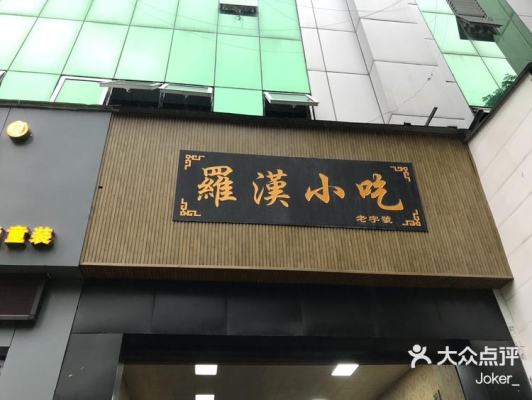 羅漢小吃
老字號
童装
大众点评
Joker_